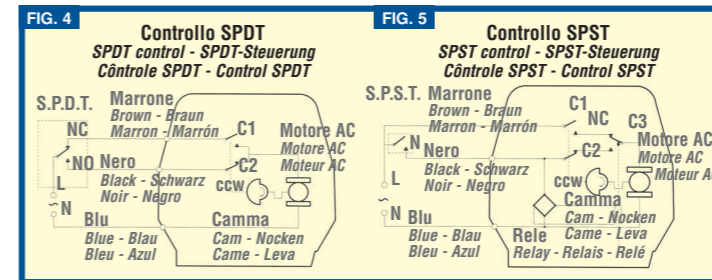 FIG. 4
Controllo SPDT
SPDT control - SPDT-Steuerung
Côntrole SPDT - Control SPDT
S.P.D.T.
Marrone
Brown - Braun
Marron - Marrón
NC
C1
Motore AC
Motore AC
Moteur AC
NO
Nero
C2
Black - Schwarz
Noir - Negro
ccw
L
~
N
Blu
Blue - Blau
Bleu - Azul
Camma
Cam - Nocken
Came - Leva
FIG. 5
Controllo SPST
SPST control - SPST-Steuerung
Côntrole SPST - Control SPST
S.P.S.T.
Marrone
Brown - Braun
Marron - Marrón
C1
NC
C3
Motore AC
Motore AC
Moteur AC
N
Nero
C2
Black - Schwarz
Noir - Negro
ccw
L
~
N
Blu
Blue - Blau
Bleu - Azul
Camma
Cam - Nocken
Came - Leva
Relè
Relay - Relais - Relé